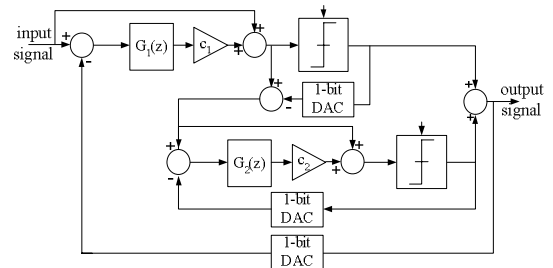 input
signal
+
-
G1(z)
c1
+
+
+
-
1-bit
DAC
+
+
output
signal
+
-
G2(z)
c2
+
+
1-bit
DAC
1-bit
DAC